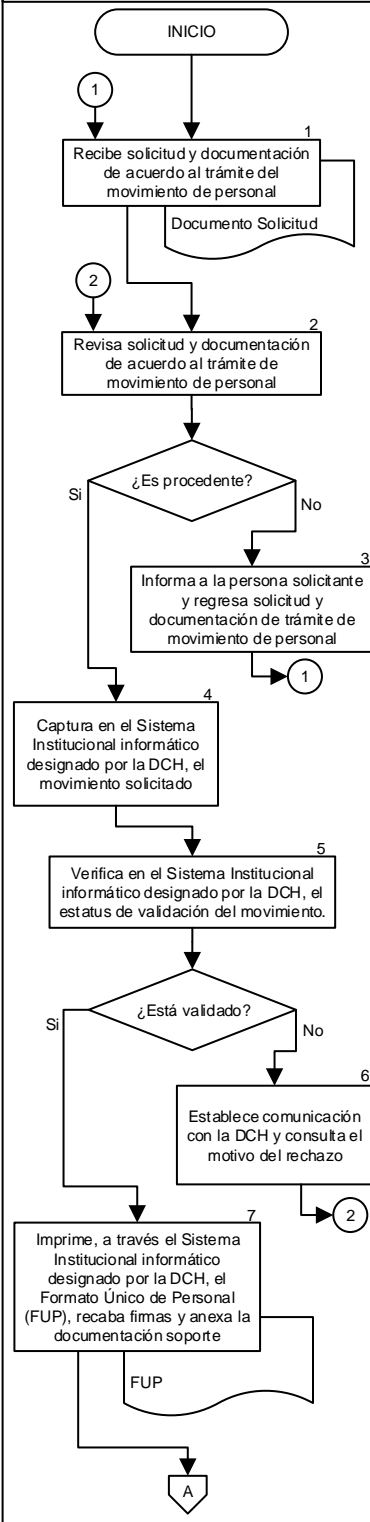 INICIO
1
1
Recibe solicitud y documentación
de acuerdo al trámite del
movimiento de personal
Documento Solicitud
2
2
Revisa solicitud y documentación
de acuerdo al trámite de
movimiento de personal
¿Es procedente?
Si
No
3
Informa a la persona solicitante
y regresa solicitud y
documentación de trámite de
movimiento de personal
1
4
Captura en el Sistema
Institucional informático
designado por la DCH, el
movimiento solicitado
5
Verifica en el Sistema Institucional
informático designado por la DCH, el
estatus de validación del movimiento.
¿Está validado?
Si
No
6
Establece comunicación
con la DCH y consulta el
motivo del rechazo
2
7
Imprime, a través el Sistema
Institucional informático
designado por la DCH, el
Formato Único de Personal
(FUP), recaba firmas y anexa la
documentación soporte
FUP
A